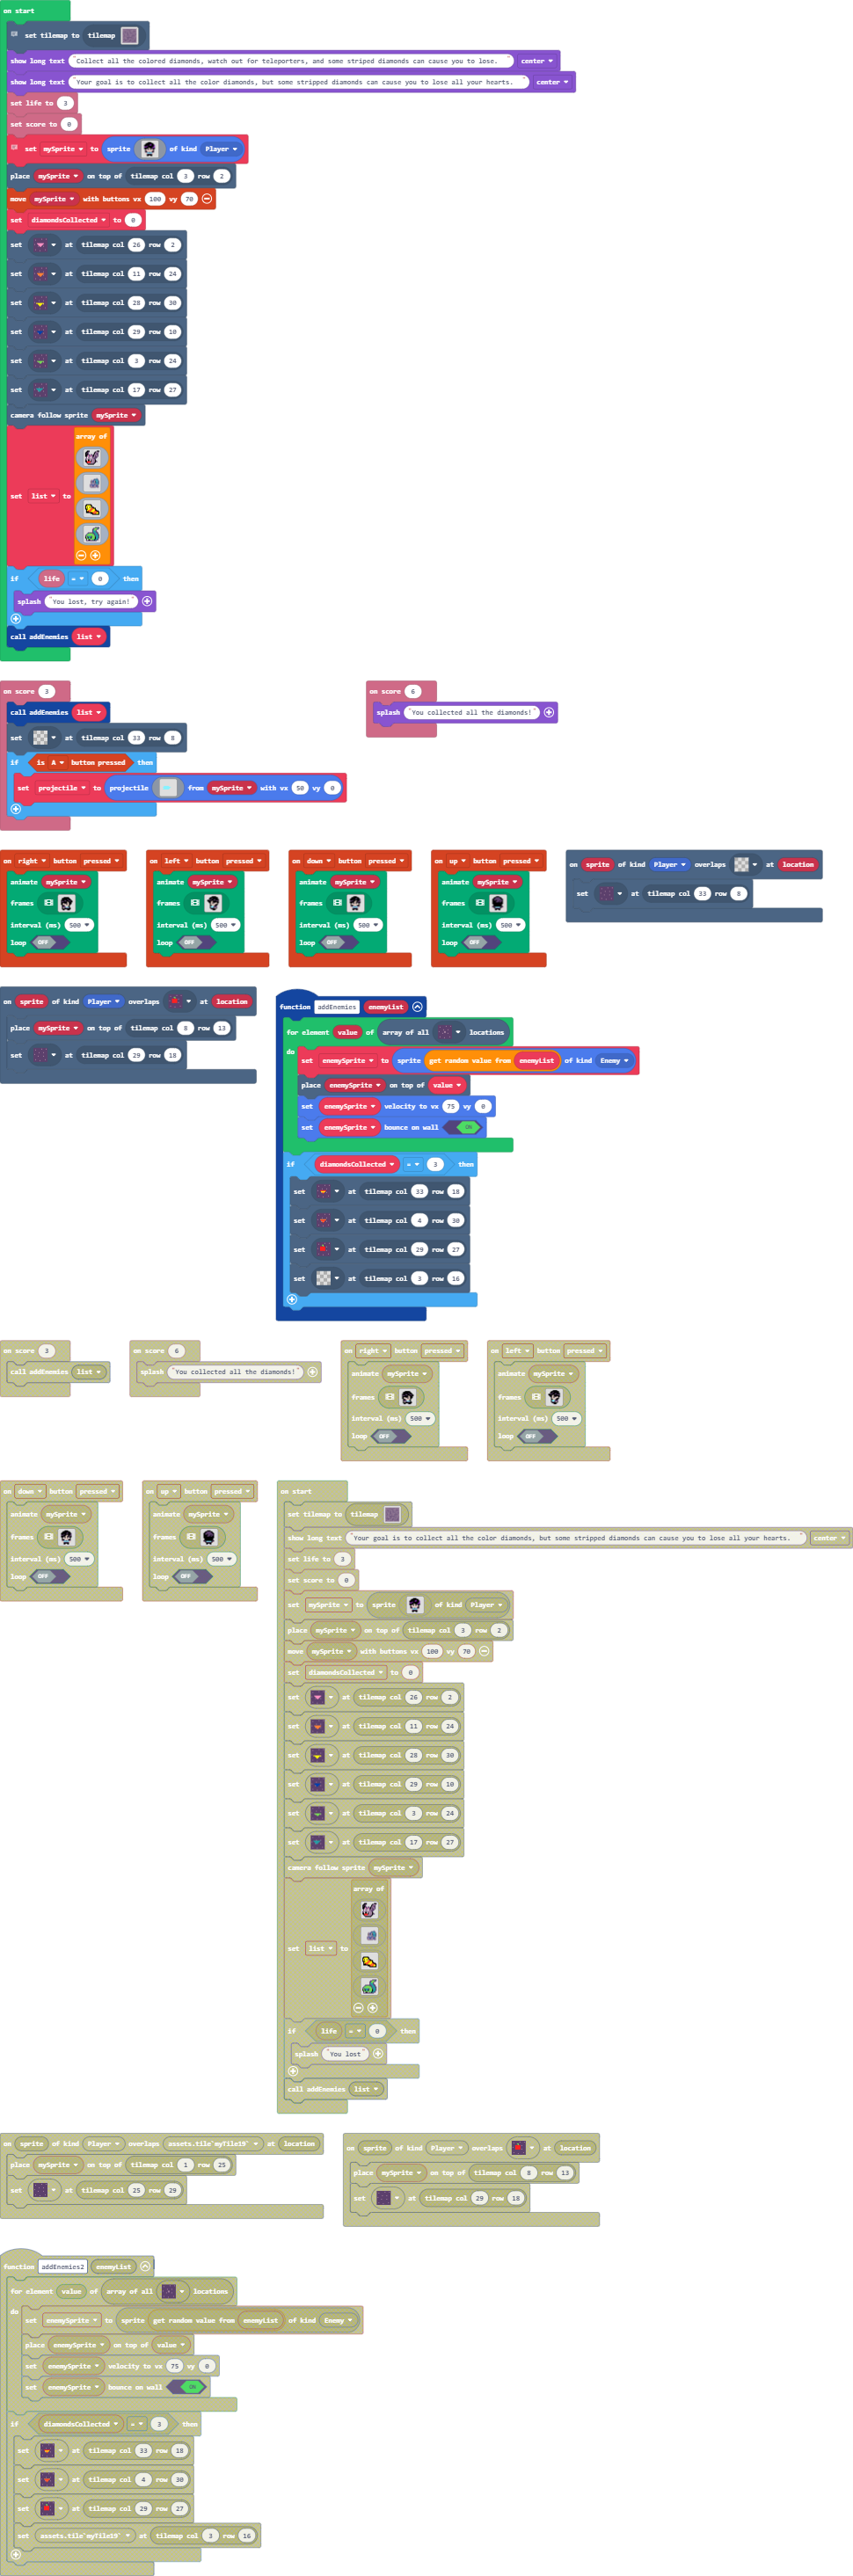 on start
set tilemap to tilemap
show long text "Collect all the colored diamonds, watch out for teleporters, and some striped diamonds can cause you to lose. " center
show long text "Your goal is to collect all the color diamonds, but some stripped diamonds can cause you to lose all your hearts. " center
set life to 3
set score to 0
set mySprite to sprite of kind Player
place mySprite on top of tilemap col 3 row 2
move mySprite with buttons vx 100 vy 70
set diamondsCollected to 0
set at tilemap col 26 row 2
set at tilemap col 11 row 24
set at tilemap col 28 row 30
set at tilemap col 29 row 10
set at tilemap col 3 row 24
set at tilemap col 17 row 27
camera follow sprite mySprite
array of
set list to
if life = 0 then
splash "You lost, try again!"
call addEnemies list
on score 3
call addEnemies list
set at tilemap col 33 row 8
if is A button pressed then
set projectile to projectile from mySprite with vx 50 vy 0
on score 6
splash "You collected all the diamonds!"
on right button pressed
animate mySprite
frames
interval (ms) 500
loop OFF
on left button pressed
animate mySprite
frames
interval (ms) 500
loop OFF
on down button pressed
animate mySprite
frames
interval (ms) 500
loop OFF
on up button pressed
animate mySprite
frames
interval (ms) 500
loop OFF
on sprite of kind Player overlaps at location
set at tilemap col 33 row 8
on sprite of kind Player overlaps at location
place mySprite on top of tilemap col 8 row 13
set at tilemap col 29 row 18
function addEnemies enemyList
for element value of array of all locations
do
set enemySprite to sprite get random value from enemyList of kind Enemy
place enemySprite on top of value
set enemySprite velocity to vx 75 vy 0
set enemySprite bounce on wall ON
if diamondsCollected = 3 then
set at tilemap col 33 row 18
set at tilemap col 4 row 30
set at tilemap col 29 row 27
set at tilemap col 3 row 16
on score 3
call addEnemies list
on score 6
splash "You collected all the diamonds!"
on right button pressed
animate mySprite
frames
interval (ms) 500
loop OFF
on left button pressed
animate mySprite
frames
interval (ms) 500
loop OFF
on down button pressed
animate mySprite
frames
interval (ms) 500
loop OFF
on up button pressed
animate mySprite
frames
interval (ms) 500
loop OFF
on start
set tilemap to tilemap
show long text "Your goal is to collect all the color diamonds, but some stripped diamonds can cause you to lose all your hearts. " center
set life to 3
set score to 0
set mySprite to sprite of kind Player
place mySprite on top of tilemap col 3 row 2
move mySprite with buttons vx 100 vy 70
set diamondsCollected to 0
set at tilemap col 26 row 2
set at tilemap col 11 row 24
set at tilemap col 28 row 30
set at tilemap col 29 row 10
set at tilemap col 3 row 24
set at tilemap col 17 row 27
camera follow sprite mySprite
array of
set list to
if life = 0 then
splash "You lost"
call addEnemies list
on sprite of kind Player overlaps assets.tile`myTile19` at location
place mySprite on top of tilemap col 1 row 25
set at tilemap col 25 row 29
on sprite of kind Player overlaps at location
place mySprite on top of tilemap col 8 row 13
set at tilemap col 29 row 18
function addEnemies2 enemyList
for element value of array of all locations
do
set enemySprite to sprite get random value from enemyList of kind Enemy
place enemySprite on top of value
set enemySprite velocity to vx 75 vy 0
set enemySprite bounce on wall ON
if diamondsCollected = 3 then
set at tilemap col 33 row 18
set at tilemap col 4 row 30
set at tilemap col 29 row 27
set assets.tile`myTile19` at tilemap col 3 row 16